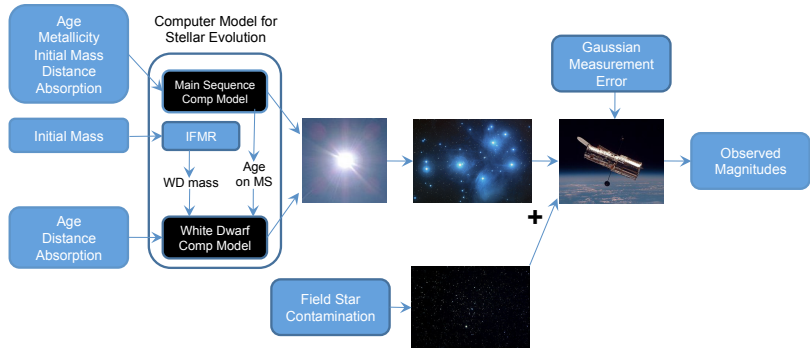 Computer Model for
Stellar Evolution
Age
Metallicity
Initial Mass
Distance
Absorption
Main Sequence
Comp Model
Initial Mass
IFMR
WD mass
Age
on MS
Age
Distance
Absorption
White Dwarf
Comp Model
Gaussian
Measurement
Error
+
Observed
Magnitudes
Field Star
Contamination